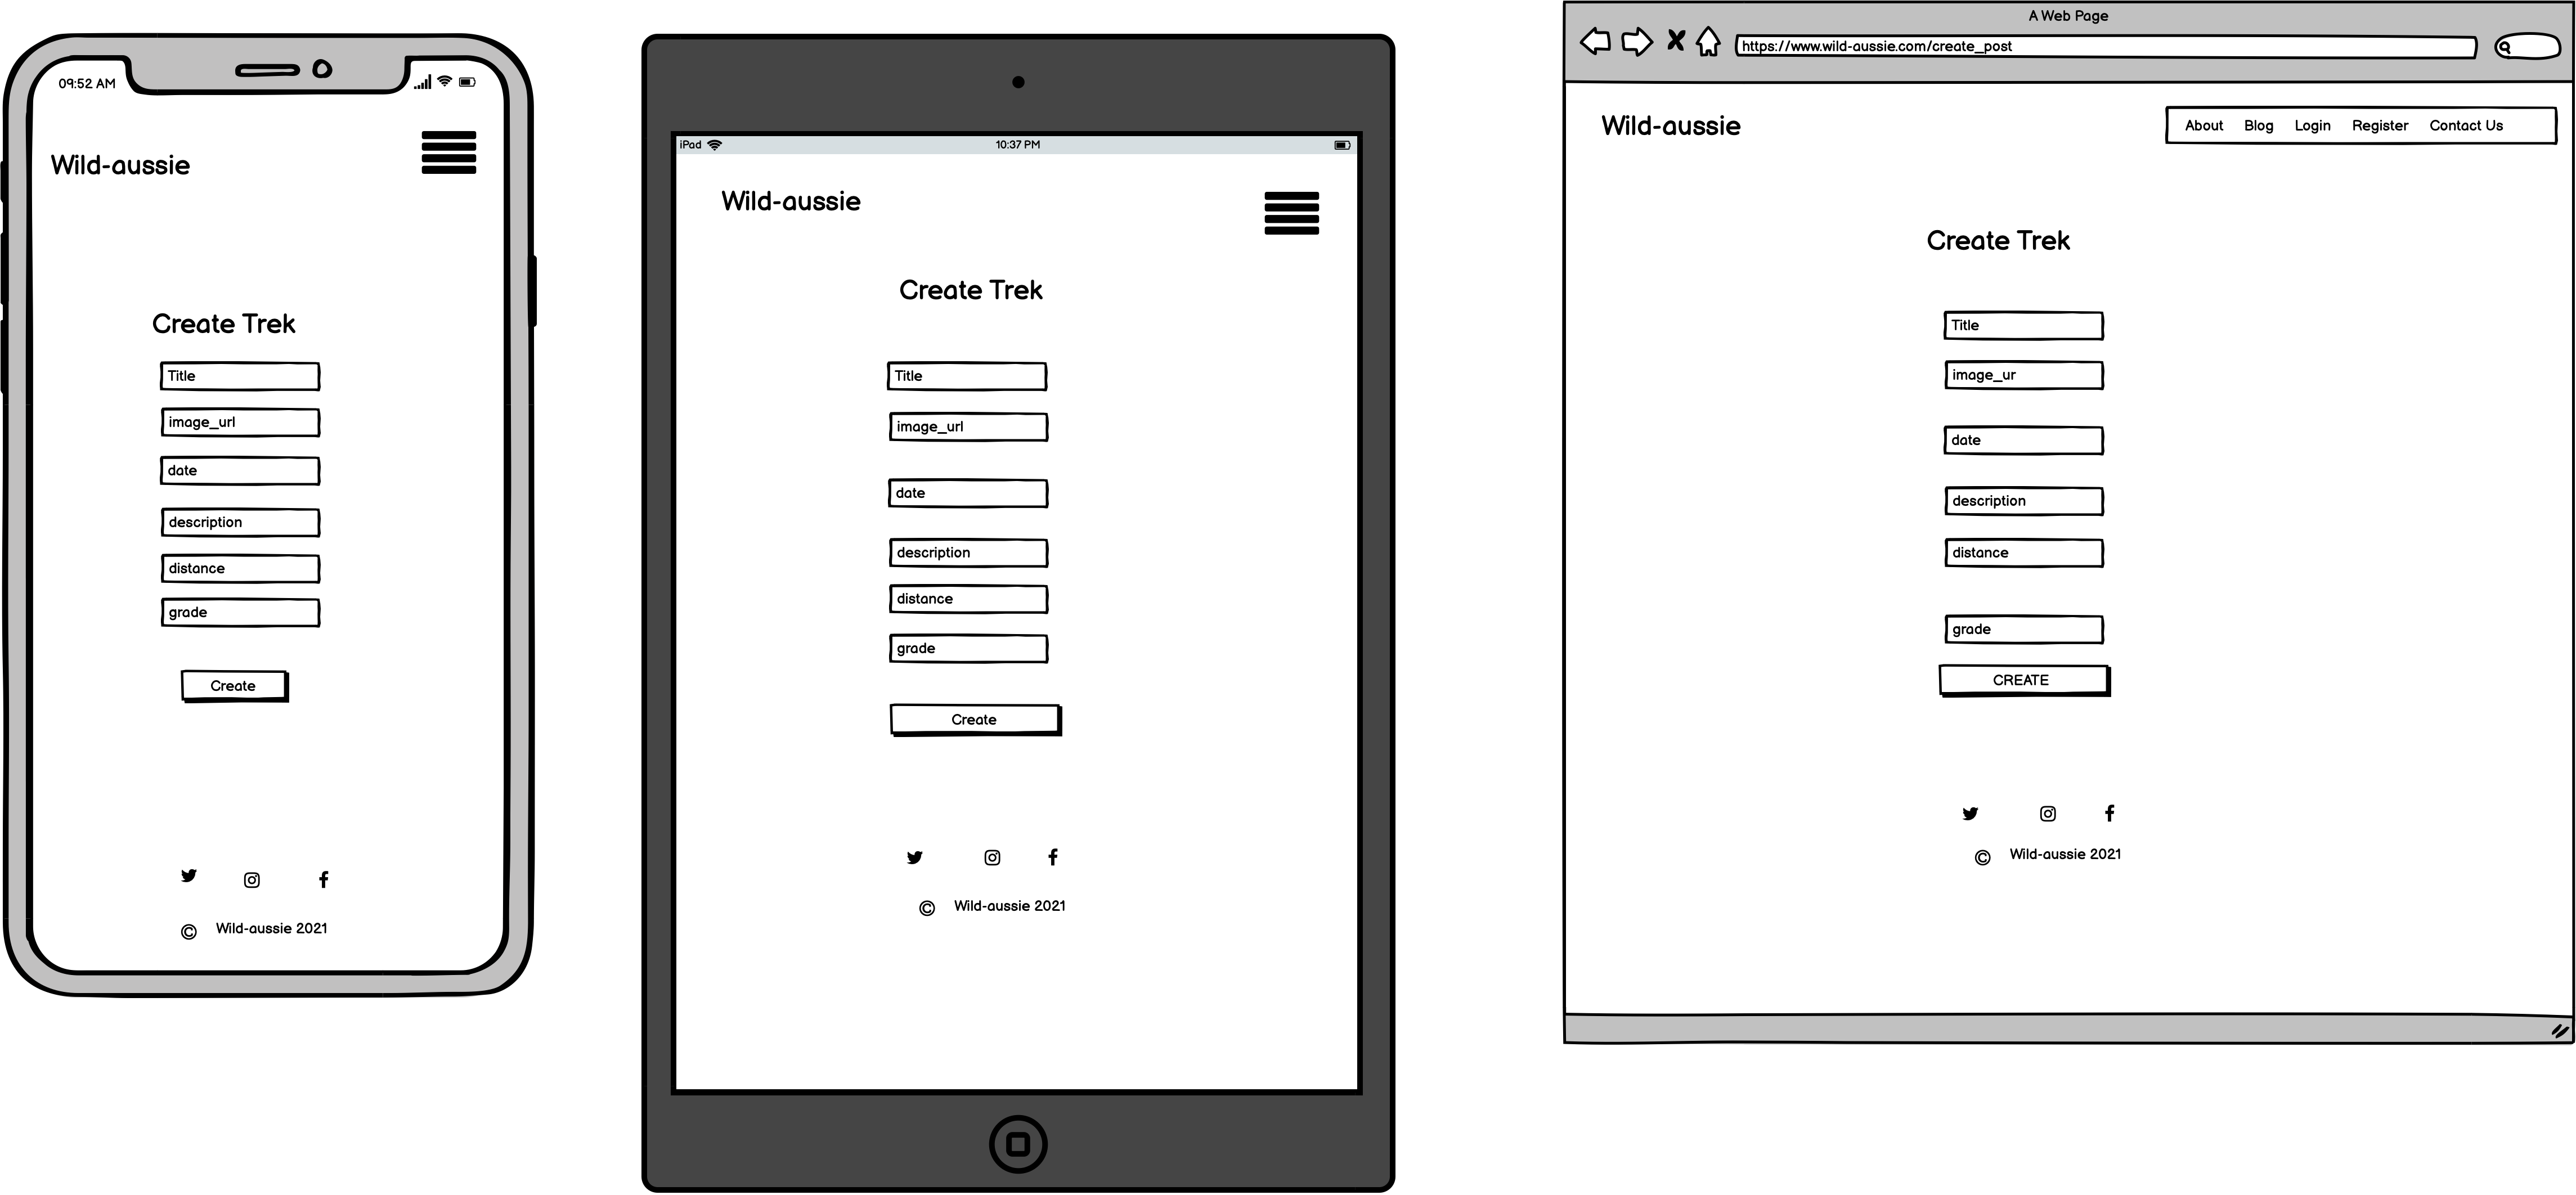 09:52 AM
Wild-aussie
Create Trek
Title
image_url
date
description
distance
grade
Create
© Wild-aussie 2021
iPad 10:37 PM
Wild-aussie
Create Trek
Title
image_url
date
description
distance
grade
Create
© Wild-aussie 2021
A Web Page
https://www.wild-aussie.com/create_post
Wild-aussie
About Blog Login Register Contact Us
Create Trek
Title
image_ur
date
description
distance
grade
CREATE
© Wild-aussie 2021